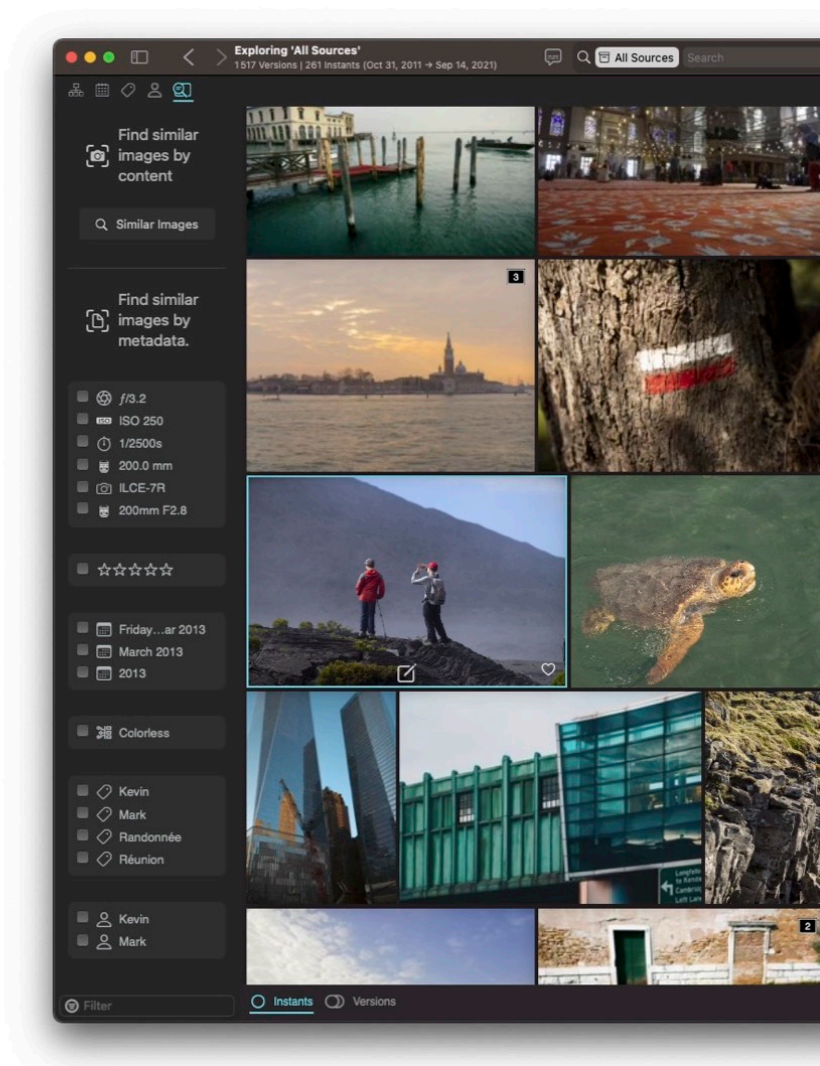 Exploring 'All Sources'
1517 Versions | 261 Instants (Oct 31, 2011 → Sep 14, 2021)
All Sources
Search
Find similar
images by
content
Similar Images
Find similar
images by
metadata.
3
ƒ/3.2
ISO ISO 250
1/2500s
200.0 mm
ILCE-7R
200mm F2.8
Friday…ar 2013
March 2013
2013
Colorless
Kevin
Mark
Randonnée
Réunion
Kevin
Mark
2
Filter
Instants
Versions